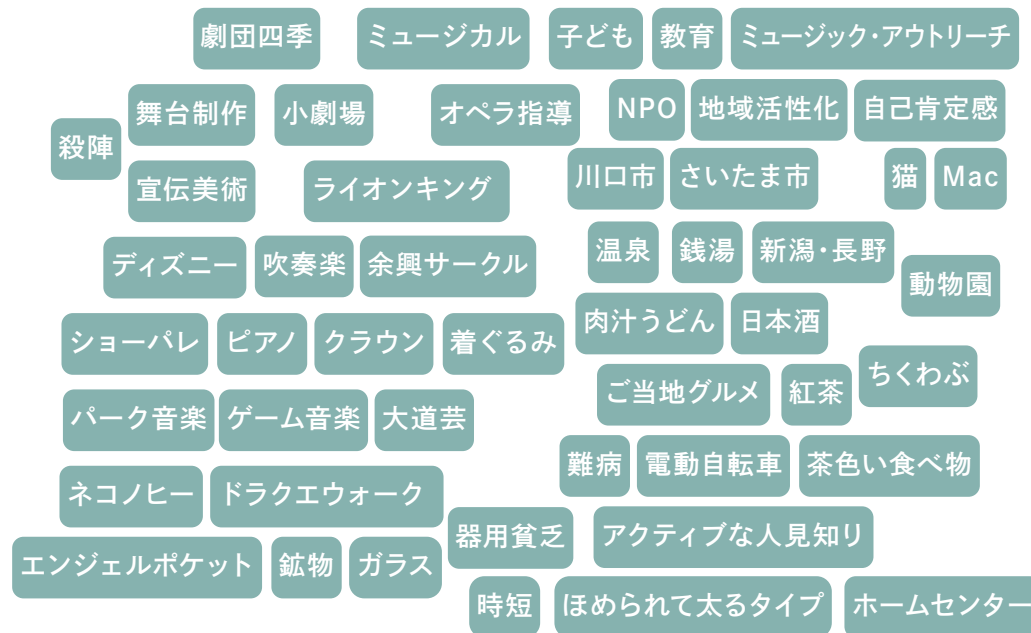 劇団四季 ミュージカル 子ども 教育 ミュージック・アウトリーチ
舞台制作 小劇場 オペラ指導 NPO 地域活性化 自己肯定感
殺陣
宣伝美術 ライオンキング 川口市 さいたま市 猫 Mac
ディズニー 吹奏楽 余興サークル 温泉 銭湯 新潟・長野
動物園
ショーパレ ピアノ クラウン 着ぐるみ 肉汁うどん 日本酒
ご当地グルメ 紅茶 ちくわぶ
パーク音楽 ゲーム音楽 大道芸
難病 電動自転車 茶色い食べ物
ネコノヒー ドラクエウォーク
器用貧乏 アクティブな人見知り
エンジェルポケット 鉱物 ガラス
時短 ほめられて太るタイプ ホームセンター